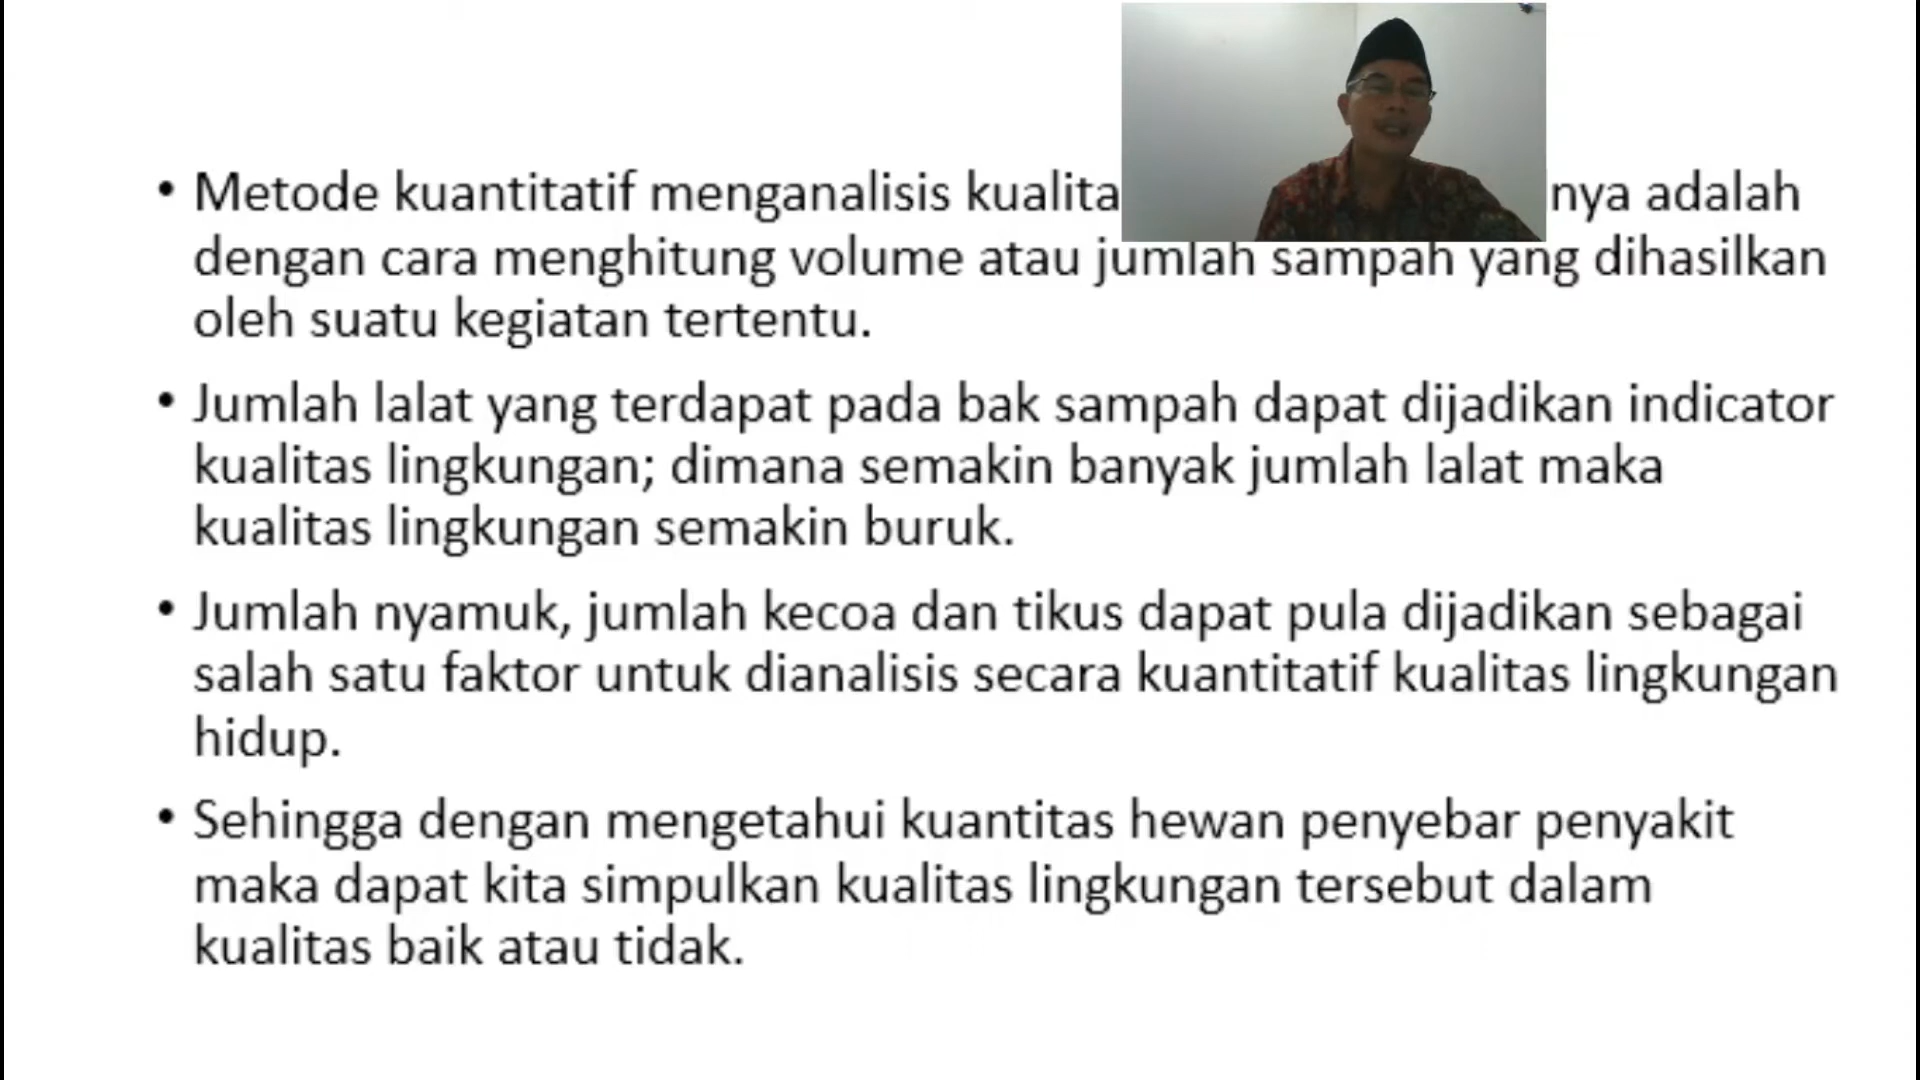 • Metode kuantitatif menganalisis kualita nya adalah
dengan cara menghitung volume atau jumlah sampah yang dihasilkan
oleh suatu kegiatan tertentu.
• Jumlah lalat yang terdapat pada bak sampah dapat dijadikan indicator
kualitas lingkungan; dimana semakin banyak jumlah lalat maka
kualitas lingkungan semakin buruk.
• Jumlah nyamuk, jumlah kecoa dan tikus dapat pula dijadikan sebagai
salah satu faktor untuk dianalisis secara kuantitatif kualitas lingkungan
hidup.
• Sehingga dengan mengetahui kuantitas hewan penyebar penyakit
maka dapat kita simpulkan kualitas lingkungan tersebut dalam
kualitas baik atau tidak.